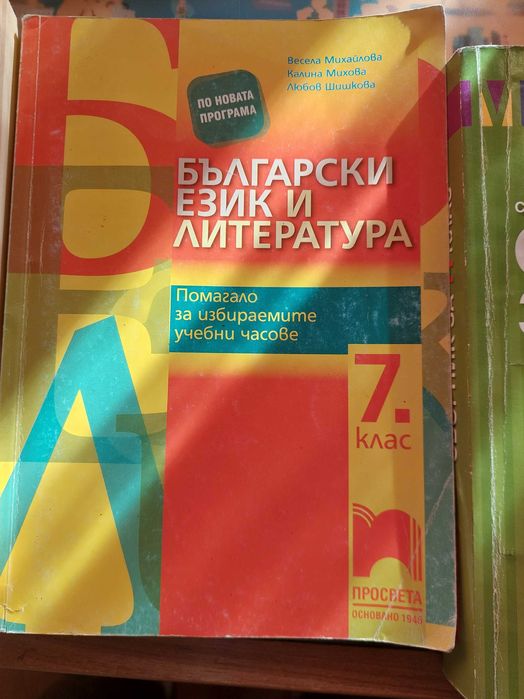 Весела Михайлова
Калина Михова
Любов Шишкова
ПО НОВАТА
ПРОГРАМА
БЪЛГАРСКИ
ЕЗИК И
ЛИТЕРАТУРА
Помагало
за избираемите
учебни часове
7.
клас
ПРОСВЕТА
ОСНОВАНО 1945